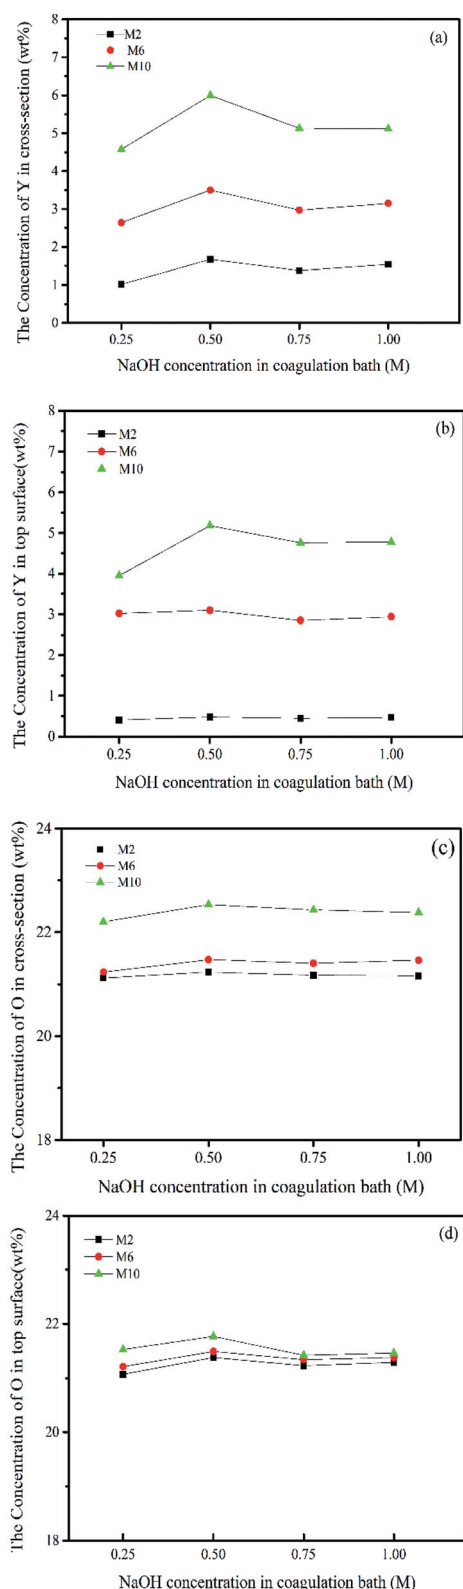 M2
M6
M10
(a)
The Concentration of Y in cross-section (wt%)
8
7
6
5
4
3
2
1
0
0.25 0.50 0.75 1.00
NaOH concentration in coagulation bath (M)
M2
M6
M10
(b)
The Concentration of Y in top surface(wt%)
8
7
6
5
4
3
2
1
0
0.25 0.50 0.75 1.00
NaOH concentration in coagulation bath (M)
M2
M6
M10
(c)
The Concentration of O in cross-section (wt%)
24
22
20
18
0.25 0.50 0.75 1.00
NaOH concentration in coagulation bath (M)
M2
M6
M10
(d)
The Concentration of O in top surface(wt%)
24
22
20
18
0.25 0.50 0.75 1.00
NaOH concentration in coagulation bath (M)